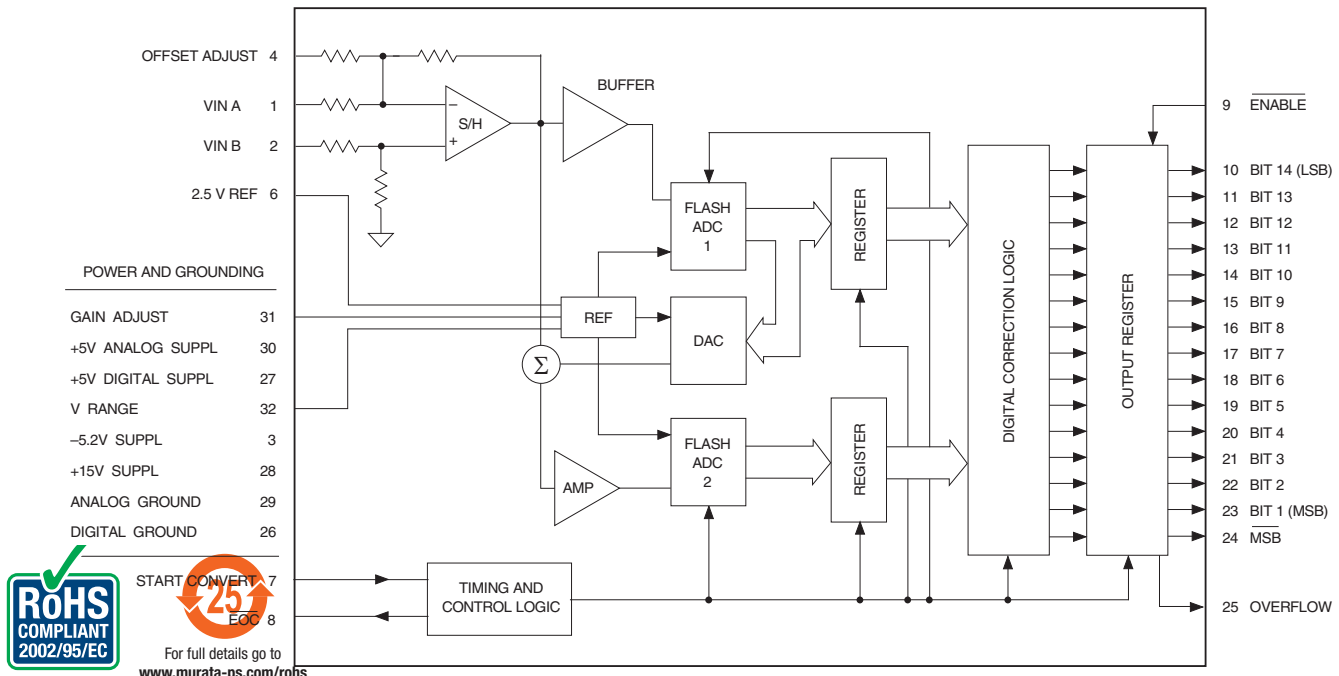 OFFSET ADJUST 4
VIN A 1
VIN B 2
2.5 V REF 6
POWER AND GROUNDING
GAIN ADJUST 31
+5V ANALOG SUPPL 30
+5V DIGITAL SUPPL 27
V RANGE 32
–5.2V SUPPL 3
+15V SUPPL 28
ANALOG GROUND 29
DIGITAL GROUND 26
START CONVERT 7
EOC 8
RoHS
COMPLIANT
2002/95/EC
25
For full details go to
www.murata-ps.com/rohs
–
S/H
+
BUFFER
FLASH
ADC
1
REF
DAC
Σ
FLASH
ADC
2
AMP
TIMING AND
CONTROL LOGIC
REGISTER
REGISTER
DIGITAL CORRECTION LOGIC
OUTPUT REGISTER
9 ENABLE
10 BIT 14 (LSB)
11 BIT 13
12 BIT 12
13 BIT 11
14 BIT 10
15 BIT 9
16 BIT 8
17 BIT 7
18 BIT 6
19 BIT 5
20 BIT 4
21 BIT 3
22 BIT 2
23 BIT 1 (MSB)
24 MSB
25 OVERFLOW